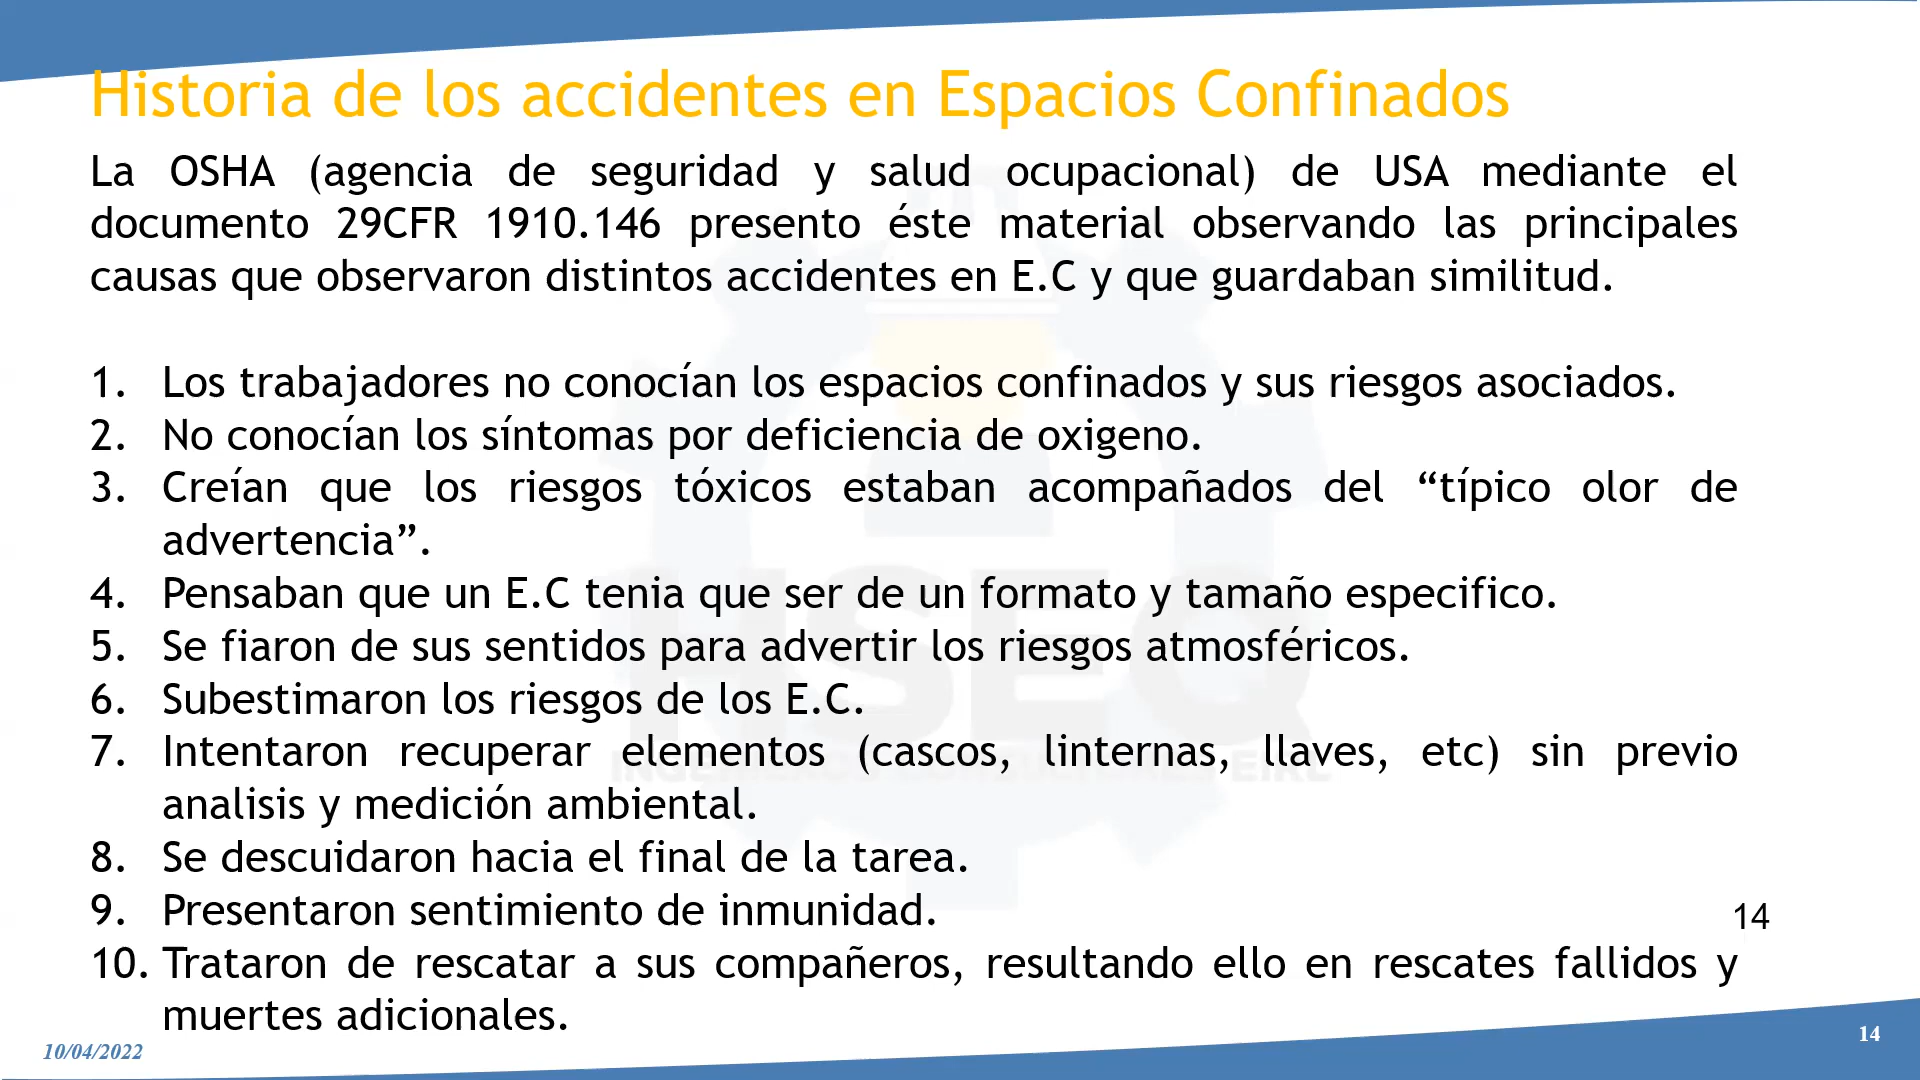 Historia de los accidentes en Espacios Confinados
La OSHA (agencia de seguridad y salud ocupacional) de USA mediante el
documento 29CFR 1910.146 presento éste material observando las principales
causas que observaron distintos accidentes en E.C y que guardaban similitud.
1. Los trabajadores no conocían los espacios confinados y sus riesgos asociados.
2. No conocían los síntomas por deficiencia de oxigeno.
3. Creían que los riesgos tóxicos estaban acompañados del “típico olor de
advertencia”.
4. Pensaban que un E.C tenia que ser de un formato y tamaño especifico.
5. Se fiaron de sus sentidos para advertir los riesgos atmosféricos.
6. Subestimaron los riesgos de los E.C.
7. Intentaron recuperar elementos (cascos, linternas, llaves, etc) sin previo
analisis y medición ambiental.
8. Se descuidaron hacia el final de la tarea.
9. Presentaron sentimiento de inmunidad.
14
10. Trataron de rescatar a sus compañeros, resultando ello en rescates fallidos y
muertes adicionales.
14
10/04/2022
HSEQ